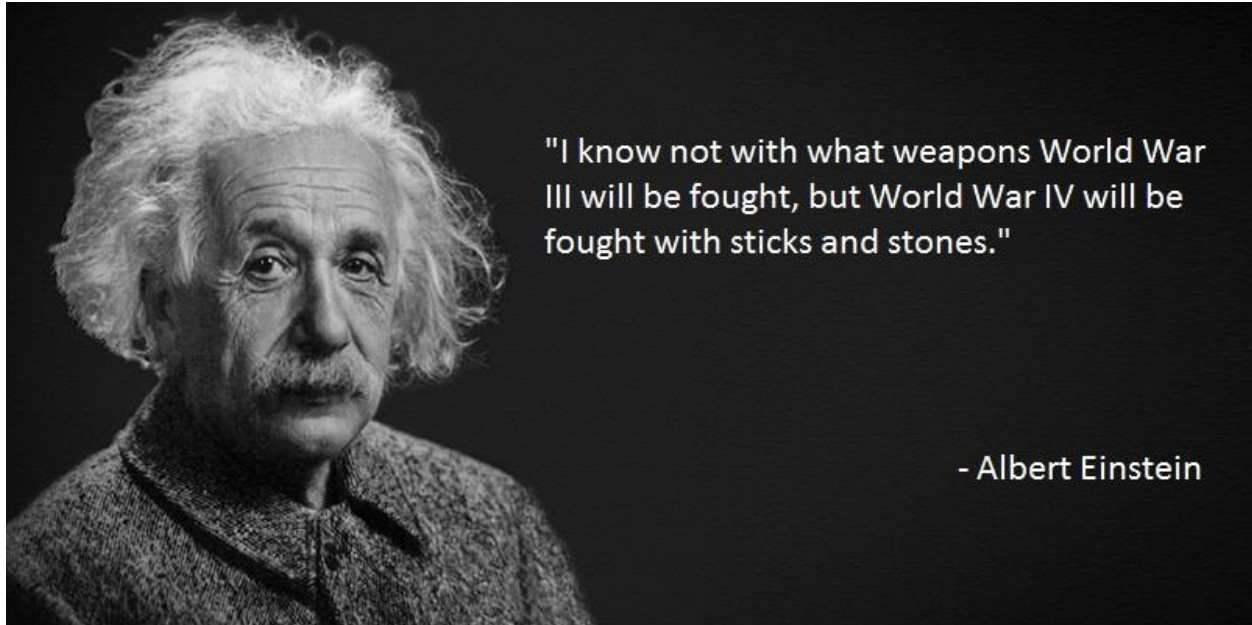 "I know not with what weapons World War
III will be fought, but World War IV will be
fought with sticks and stones."
- Albert Einstein